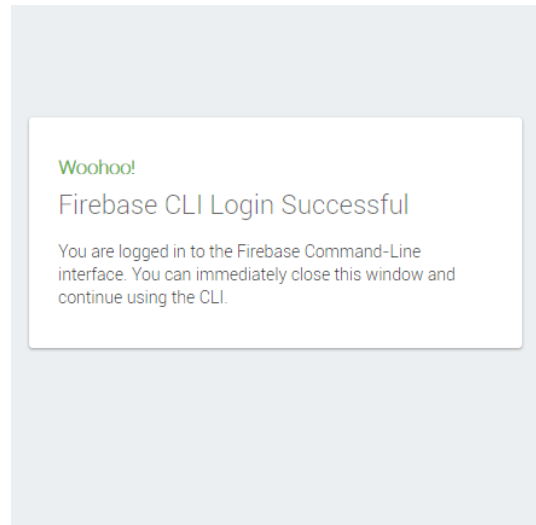 Woohoo!
Firebase CLI Login Successful
You are logged in to the Firebase Command-Line
interface. You can immediately close this window and
continue using the CLI.